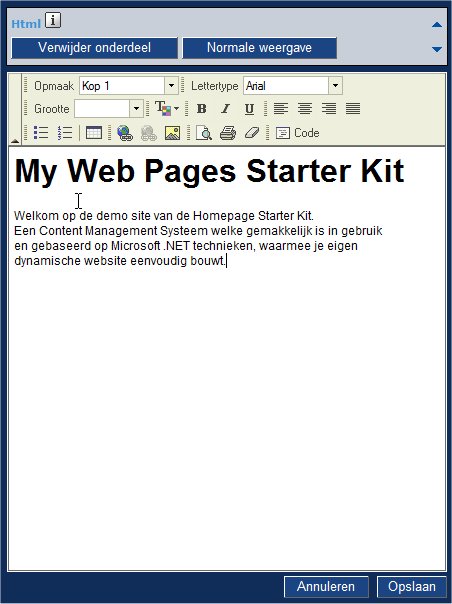 Html i
Verwijder onderdeel Normale weergave
Opmaak Kop 1 Lettertype Arial
Grootte B I U
Code
My Web Pages Starter Kit
Welkom op de demo site van de Homepage Starter Kit.
Een Content Management Systeem welke gemakkelijk is in gebruik
en gebaseerd op Microsoft .NET technieken, waarmee je eigen
dynamische website eenvoudig bouwt.
Annuleren Opslaan